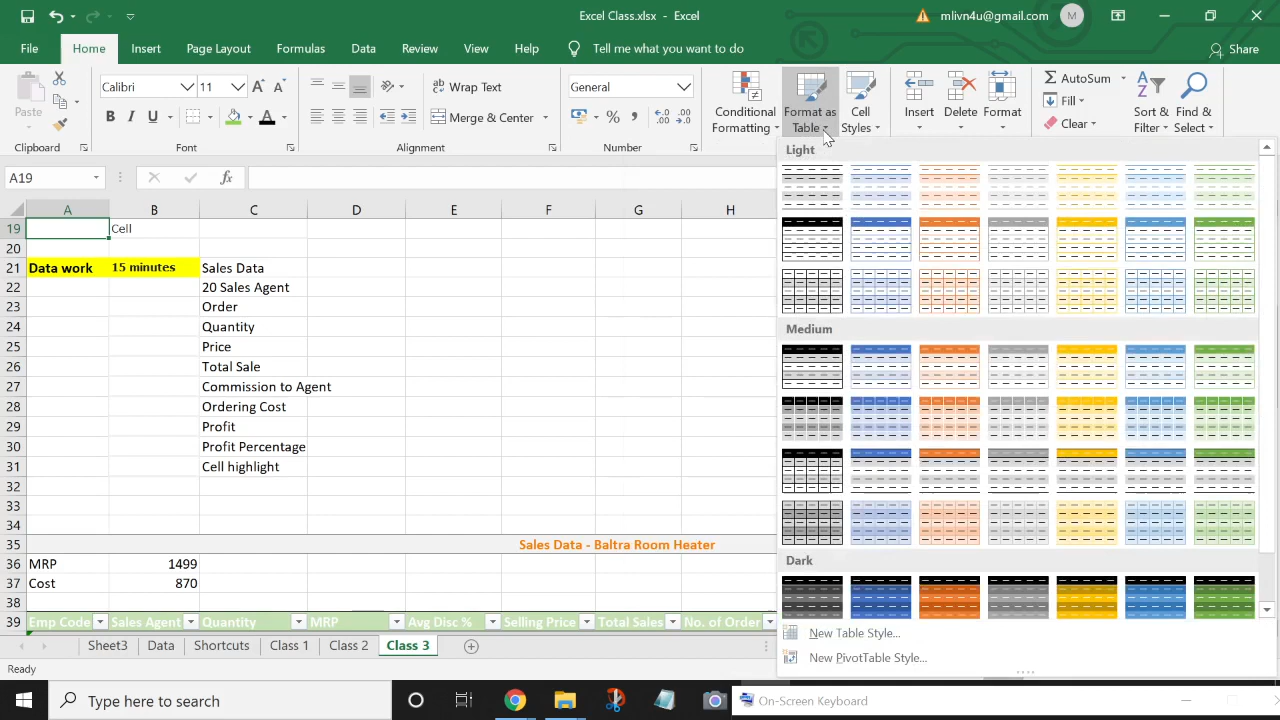 Excel Class.xlsx - Excel
mlivn4u@gmail.com
M
File Home Insert Page Layout Formulas Data Review View Help Tell me what you want to do Share
Paste
Calibri 11
B I U A
Wrap Text
Merge & Center
General
%
Conditional Formatting
Format as Table
Cell Styles
Insert
Delete
Format
AutoSum
Fill
Clear
Sort & Filter
Find & Select
Clipboard Font Alignment Number
A19
fx
A B C D E F G H
19 Cell
20
21 Data work 15 minutes Sales Data
22 20 Sales Agent
23 Order
24 Quantity
25 Price
26 Total Sale
27 Commission to Agent
28 Ordering Cost
29 Profit
30 Profit Percentage
31 Cell highlight
32
33
34
35 Sales Data - Baltra Room Heater
36 MRP 1499
37 Cost 870
38
39 Emp Code Sales Agent Quantity MRP Avg Disc % Selling Price Total Sales No. of Order
Light
Medium
Dark
New Table Style...
New PivotTable Style...
Sheet3 Data Shortcuts Class 1 Class 2 Class 3
Ready
Type here to search
On-Screen Keyboard